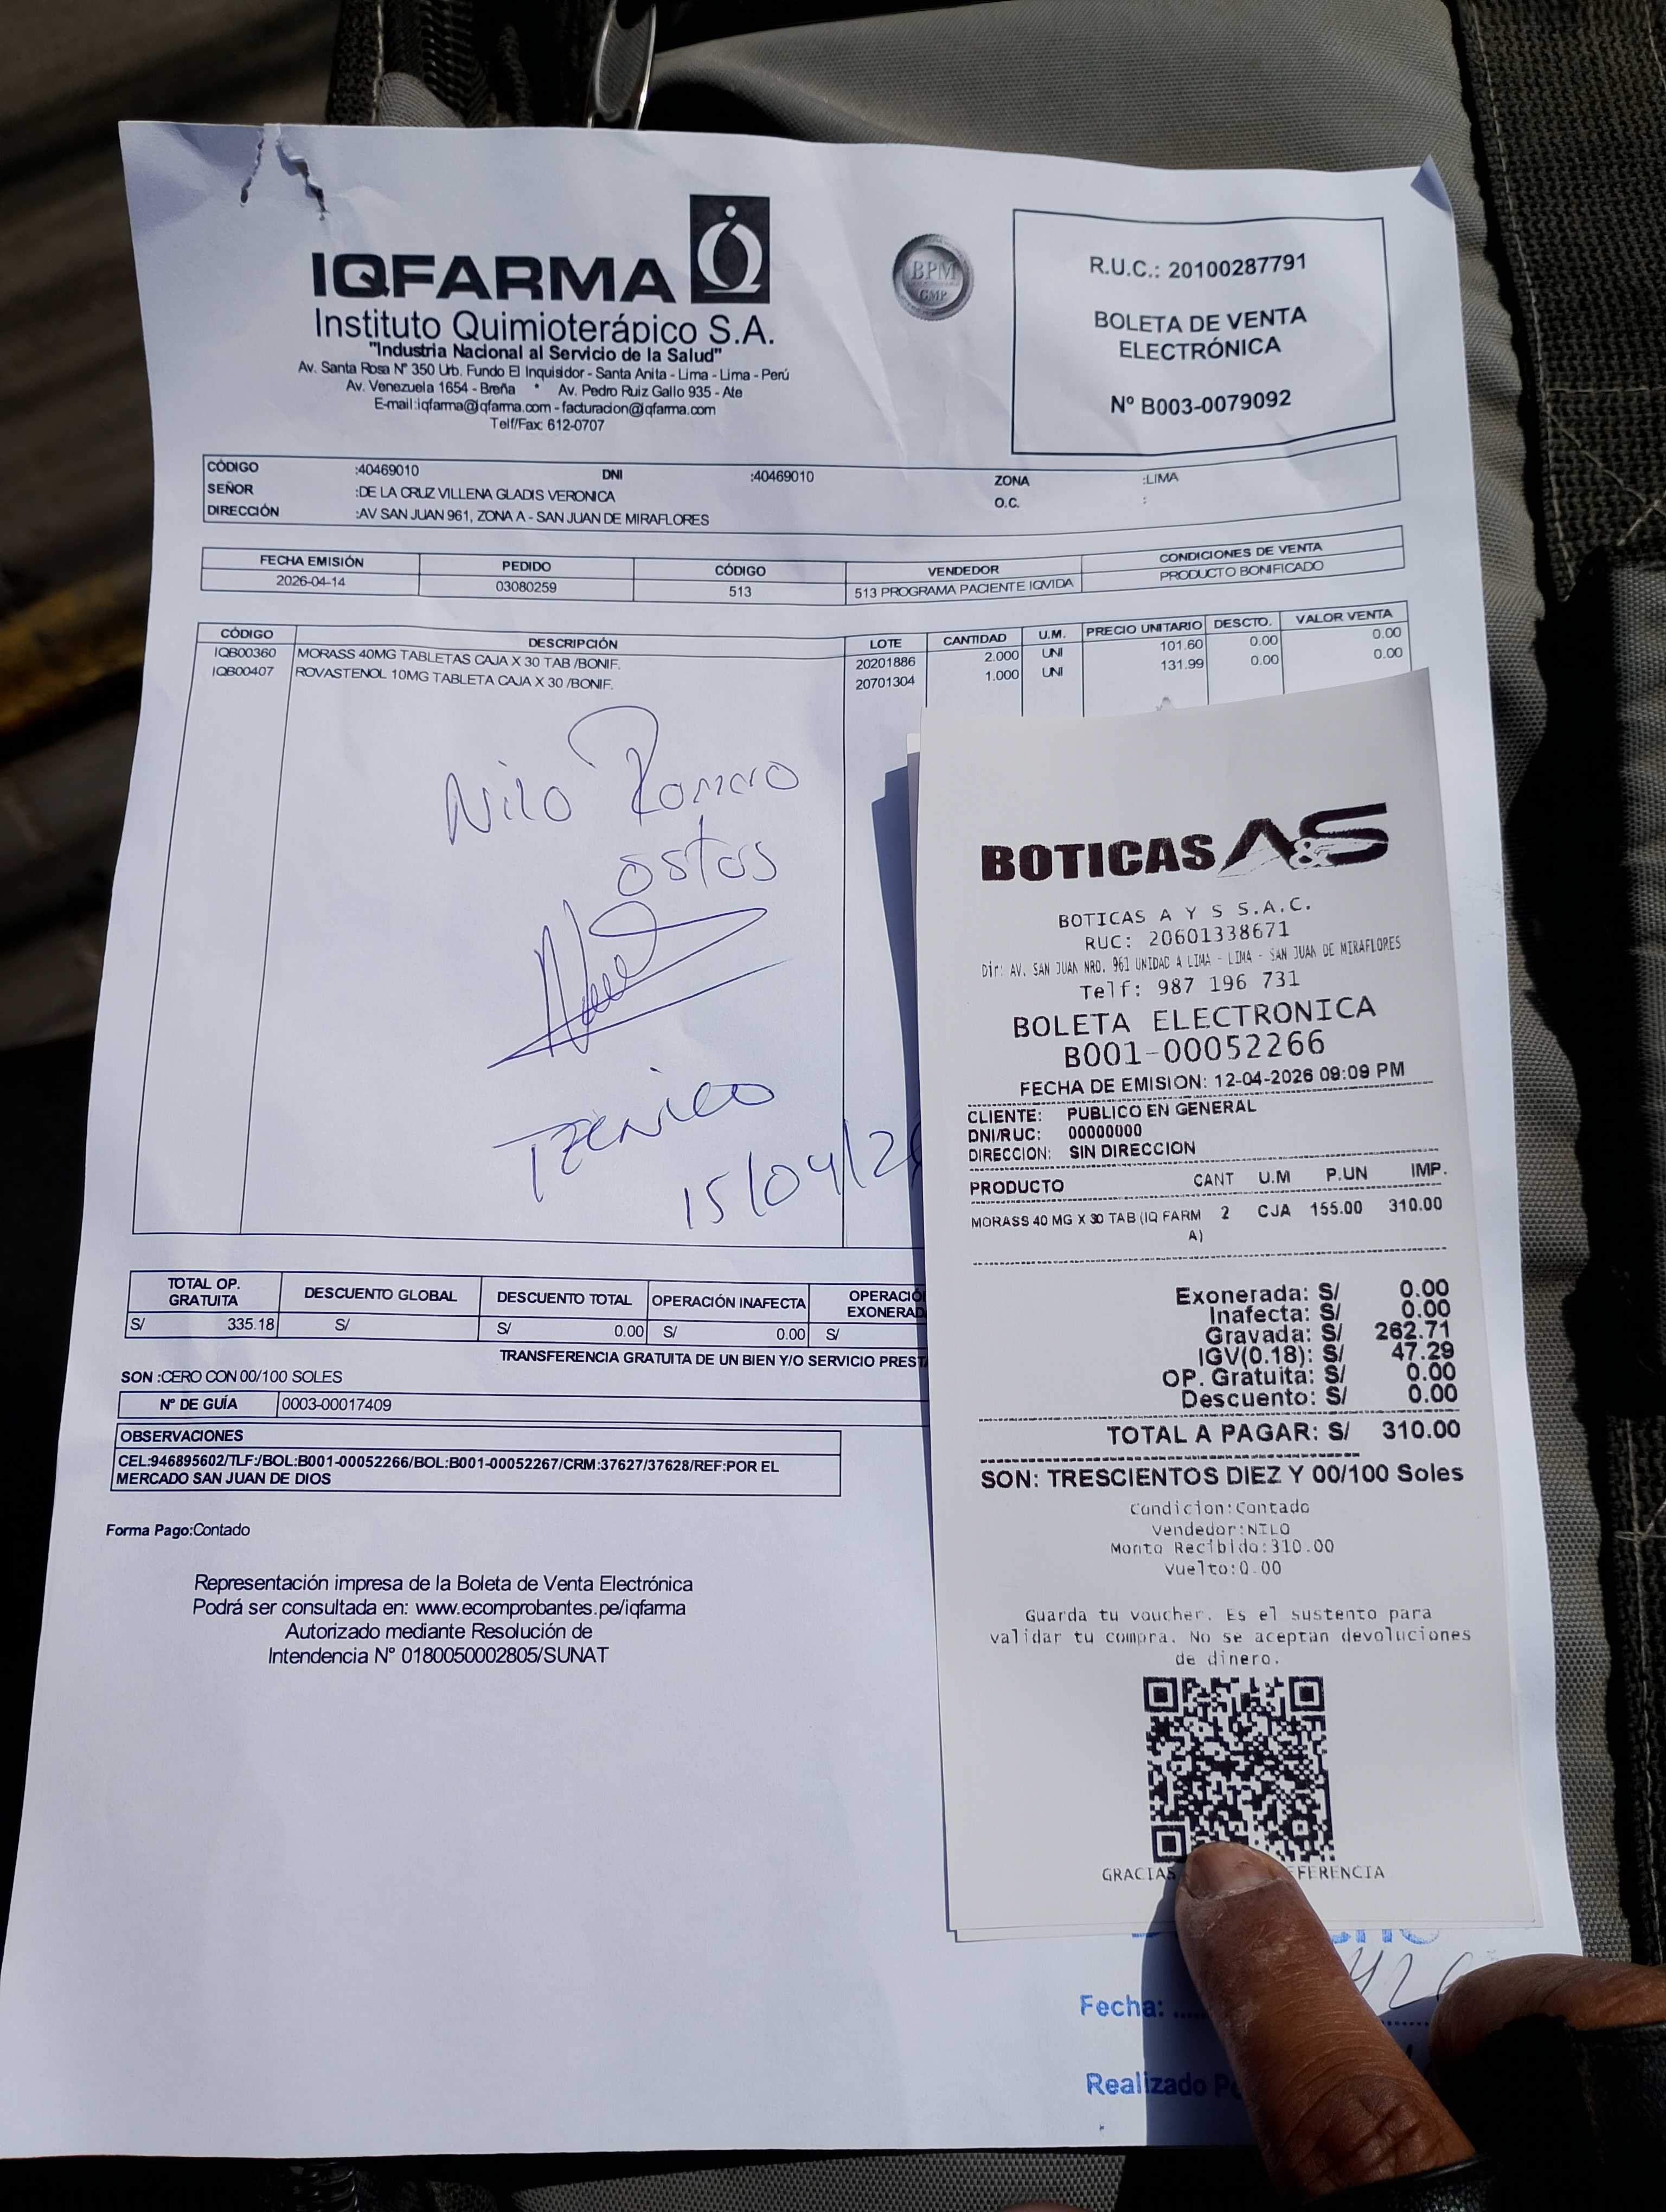 IQFARMA
Instituto Quimioterápico S.A.
"Industria Nacional al Servicio de la Salud"
Av. Santa Rosa N° 350 Urb. Fundo El Inquisidor - Santa Anita - Lima - Lima - Perú
Av. Venezuela 1654 - Breña * Av. Pedro Ruiz Gallo 935 - Ate
E-mail:iqfarma@iqfarma.com - facturacion@iqfarma.com
Telf/Fax: 612-0707
BPM
GMP
R.U.C.: 20100287791
BOLETA DE VENTA
ELECTRÓNICA
N° B003-0079092
CÓDIGO :40469010 DNI :40469010 ZONA :LIMA
SEÑOR :DE LA CRUZ VILLENA GLADIS VERONICA O.C. :
DIRECCIÓN :AV SAN JUAN 961, ZONA A - SAN JUAN DE MIRAFLORES
FECHA EMISIÓN PEDIDO CÓDIGO VENDEDOR CONDICIONES DE VENTA
2026-04-14 03080259 513 513 PROGRAMA PACIENTE IQVIDA PRODUCTO BONIFICADO
CÓDIGO DESCRIPCIÓN LOTE CANTIDAD U.M. PRECIO UNITARIO DESCTO. VALOR VENTA
IQB00360 MORASS 40MG TABLETAS CAJA X 30 TAB /BONIF. 20201886 2.000 UNI 101.60 0.00 0.00
IQB00407 ROVASTENOL 10MG TABLETA CAJA X 30 /BONIF. 20701304 1.000 UNI 131.99 0.00 0.00
Nilo Romero
ostos
Tecnico
15/04/2
TOTAL OP. GRATUITA DESCUENTO GLOBAL DESCUENTO TOTAL OPERACIÓN INAFECTA OPERACIÓ EXONERAD
S/ 335.18 S/ S/ 0.00 S/ 0.00 S/
TRANSFERENCIA GRATUITA DE UN BIEN Y/O SERVICIO PREST
SON :CERO CON 00/100 SOLES
N° DE GUÍA 0003-00017409
OBSERVACIONES
CEL:946895602/TLF:/BOL:B001-00052266/BOL:B001-00052267/CRM:37627/37628/REF:POR EL
MERCADO SAN JUAN DE DIOS
Forma Pago:Contado
Representación impresa de la Boleta de Venta Electrónica
Podrá ser consultada en: www.ecomprobantes.pe/iqfarma
Autorizado mediante Resolución de
Intendencia N° 0180050002805/SUNAT
BOTICAS A&S
BOTICAS A Y S S.A.C.
RUC: 20601338671
Dir: AV. SAN JUAN NRO. 961 UNIDAD A LIMA - LIMA - SAN JUAN DE MIRAFLORES
Telf: 987 196 731
BOLETA ELECTRONICA
B001-00052266
FECHA DE EMISION: 12-04-2026 09:09 PM
CLIENTE: PUBLICO EN GENERAL
DNI/RUC: 00000000
DIRECCION: SIN DIRECCION
PRODUCTO CANT U.M P.UN IMP.
MORASS 40 MG X 30 TAB (IQ FARM 2 CJA 155.00 310.00
A)
Exonerada: S/ 0.00
Inafecta: S/ 0.00
Gravada: S/ 262.71
IGV(0.18): S/ 47.29
OP. Gratuita: S/ 0.00
Descuento: S/ 0.00
TOTAL A PAGAR: S/ 310.00
SON: TRESCIENTOS DIEZ Y 00/100 Soles
Condicion:Contado
Vendedor:NILO
Monto Recibido:310.00
Vuelto:0.00
Guarda tu voucher. Es el sustento para
validar tu compra. No se aceptan devoluciones
de dinero.
GRACIAS FERENCIA
Fecha:
Realizado P